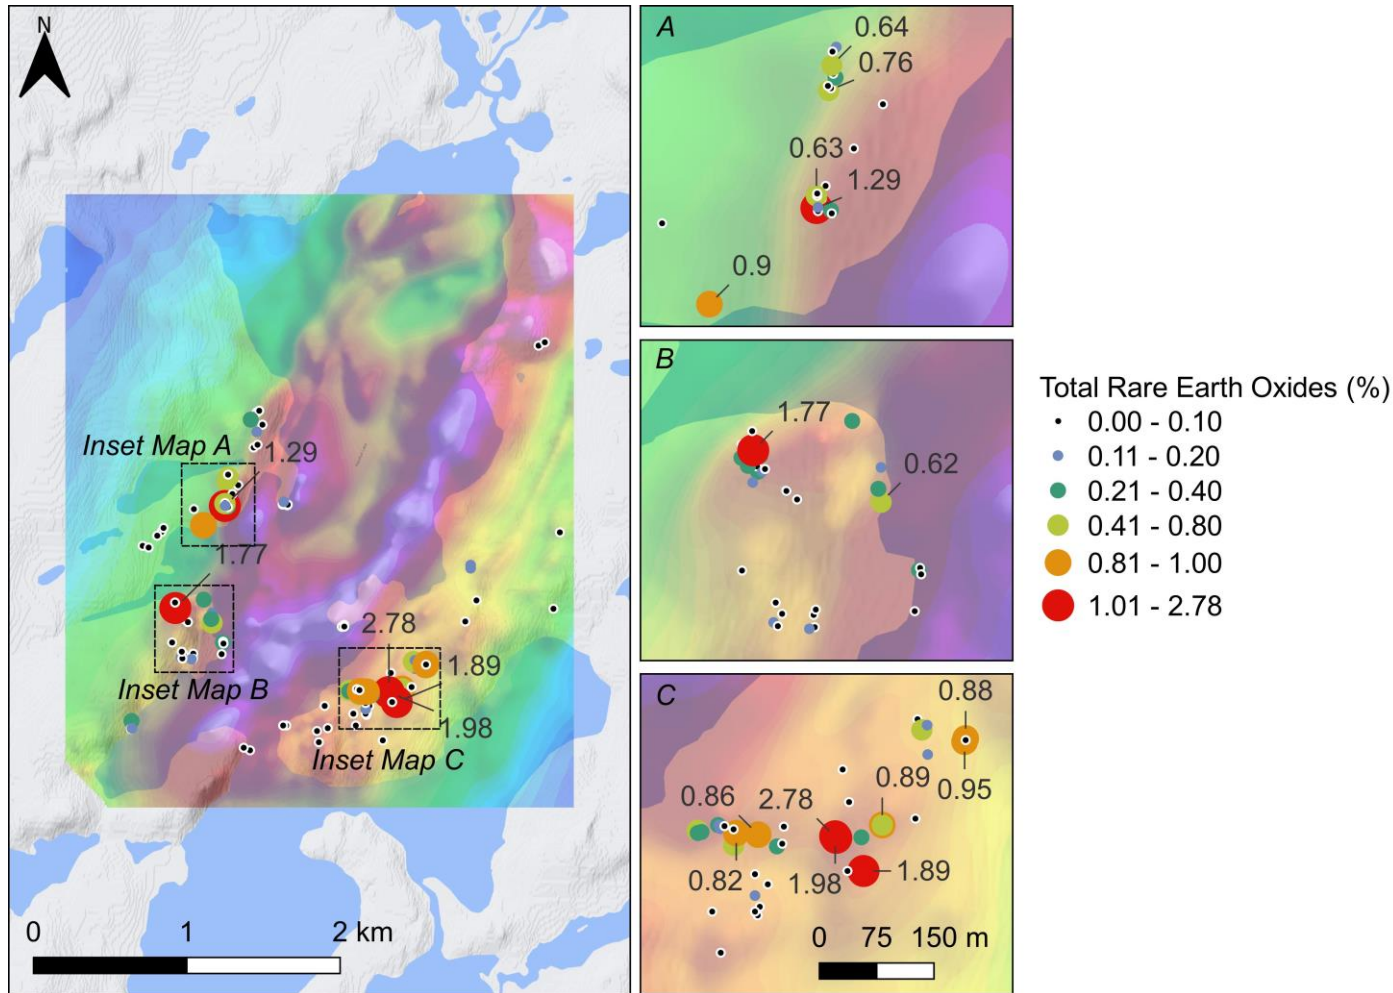 N
Inset Map A
1.29
1.77
Inset Map B
2.78
1.89
1.98
Inset Map C
0 1 2 km
A
0.64
0.76
0.63
1.29
0.9
B
1.77
0.62
C
0.88
0.89
0.95
0.86
2.78
0.82
1.98
1.89
0 75 150 m
Total Rare Earth Oxides (%)
0.00 - 0.10
0.11 - 0.20
0.21 - 0.40
0.41 - 0.80
0.81 - 1.00
1.01 - 2.78